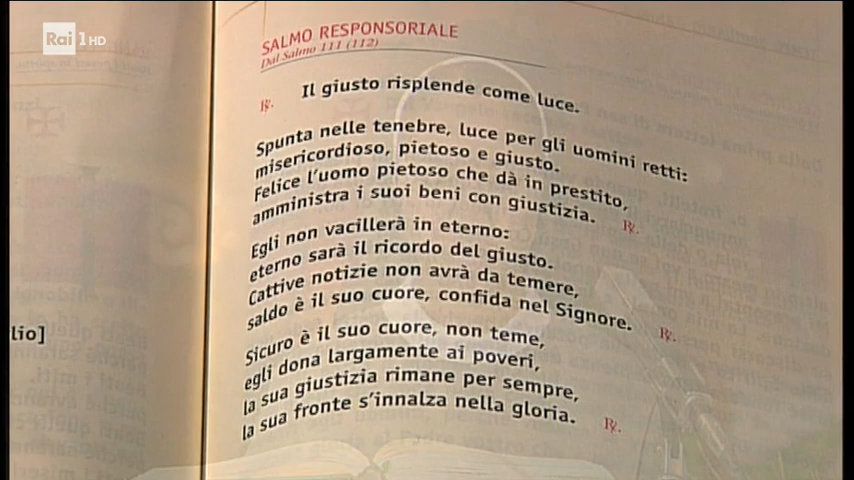 Rai 1 HD
SALMO RESPONSORIALE
Dal Salmo 111 (112)
℟. Il giusto risplende come luce.
Spunta nelle tenebre, luce per gli uomini retti:
misericordioso, pietoso e giusto.
Felice l'uomo pietoso che dà in prestito,
amministra i suoi beni con giustizia. ℟.
Egli non vacillerà in eterno:
eterno sarà il ricordo del giusto.
Cattive notizie non avrà da temere,
saldo è il suo cuore, confida nel Signore. ℟.
Sicuro è il suo cuore, non teme,
egli dona largamente ai poveri,
la sua giustizia rimane per sempre,
la sua fronte s'innalza nella gloria. ℟.
lio]